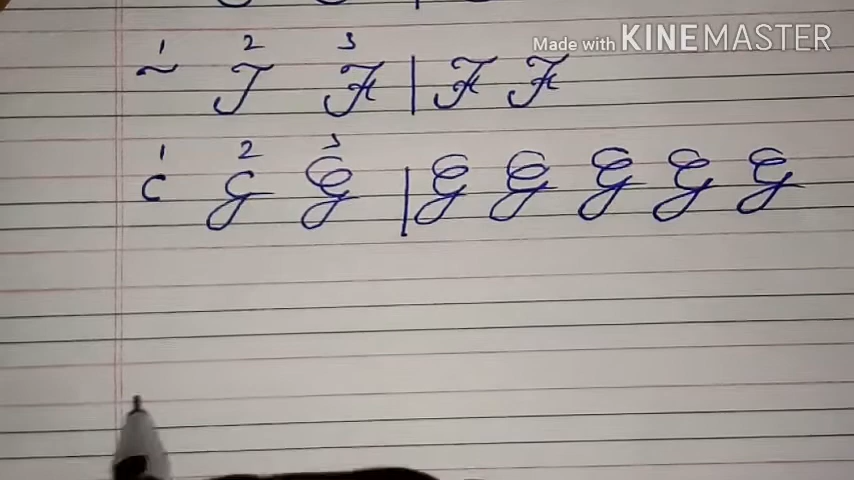 Made with KINEMASTER
1 2 3
~ J F | F F
1 2 3
c G G | G G G G G